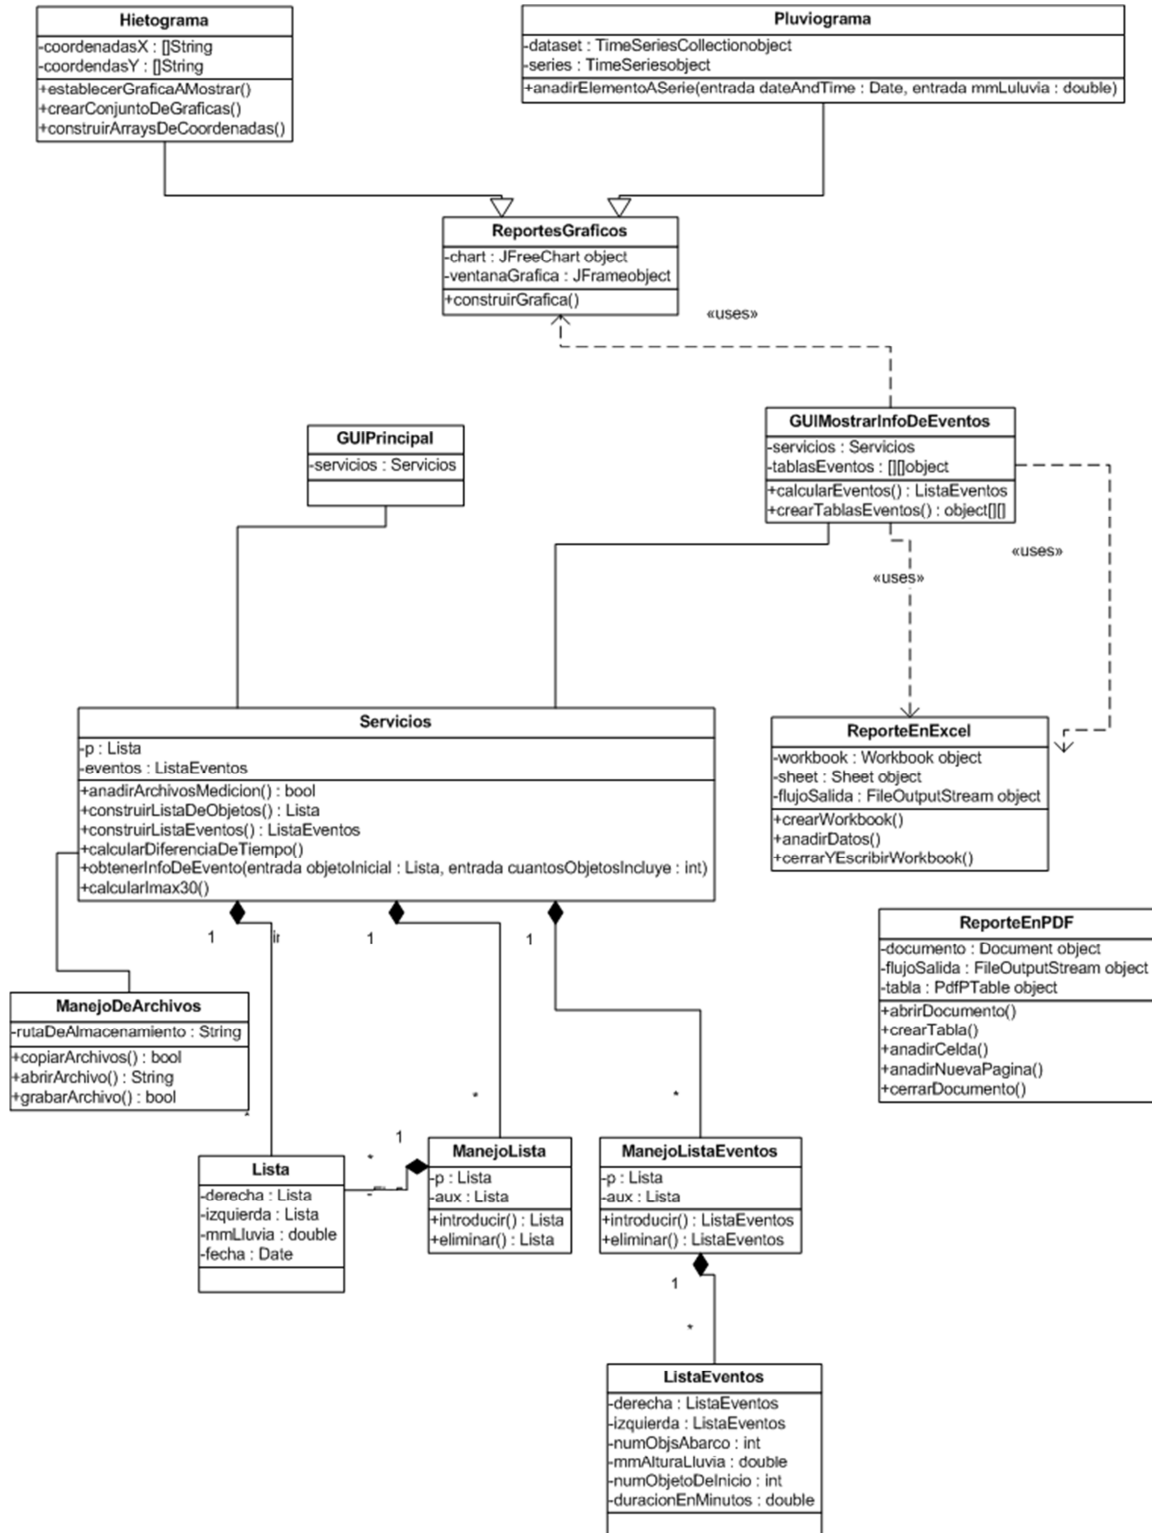 Hietograma
-coordenadasX : []String
-coordendasY : []String
+establecerGraficaAMostrar()
+crearConjuntoDeGraficas()
+construirArraysDeCoordenadas()
Pluviograma
-dataset : TimeSeriesCollectionobject
-series : TimeSeriesobject
+anadirElementoASerie(entrada dateAndTime : Date, entrada mmLuluvia : double)
ReportesGraficos
-chart : JFreeChart object
-ventanaGrafica : JFrameobject
+construirGrafica()
«uses»
GUIPrincipal
-servicios : Servicios
GUIMostrarInfoDeEventos
-servicios : Servicios
-tablasEventos : [][]object
+calcularEventos() : ListaEventos
+crearTablasEventos() : object[][]
«uses»
«uses»
Servicios
-p : Lista
-eventos : ListaEventos
+anadirArchivosMedicion() : bool
+construirListaDeObjetos() : Lista
+construirListaEventos() : ListaEventos
+calcularDiferenciaDeTiempo()
+obtenerInfoDeEvento(entrada objetoInicial : Lista, entrada cuantosObjetosIncluye : int)
+calcularImax30()
ReporteEnExcel
-workbook : Workbook object
-sheet : Sheet object
-flujoSalida : FileOutputStream object
+crearWorkbook()
+anadirDatos()
+cerrarYEscribirWorkbook()
1
1
1
ReporteEnPDF
-documento : Document object
-flujoSalida : FileOutputStream object
-tabla : PdfPTable object
+abrirDocumento()
+crearTabla()
+anadirCelda()
+anadirNuevaPagina()
+cerrarDocumento()
ManejoDeArchivos
-rutaDeAlmacenamiento : String
+copiarArchivos() : bool
+abrirArchivo() : String
+grabarArchivo() : bool
*
*
*
1
*
Lista
-derecha : Lista
-izquierda : Lista
-mmLluvia : double
-fecha : Date
ManejoLista
-p : Lista
-aux : Lista
+introducir() : Lista
+eliminar() : Lista
ManejoListaEventos
-p : Lista
-aux : Lista
+introducir() : ListaEventos
+eliminar() : ListaEventos
1
*
ListaEventos
-derecha : ListaEventos
-izquierda : ListaEventos
-numObjsAbarco : int
-mmAlturaLluvia : double
-numObjetoDeInicio : int
-duracionEnMinutos : double